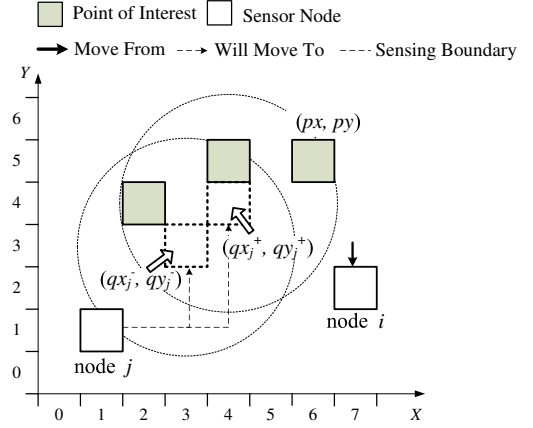 Point of Interest Sensor Node
Move From Will Move To Sensing Boundary
Y
(px, py)
6
5
4
3
2
1
0
(qxj+, qyj+)
(qxj-, qyj-)
node i
node j
0 1 2 3 4 5 6 7 X